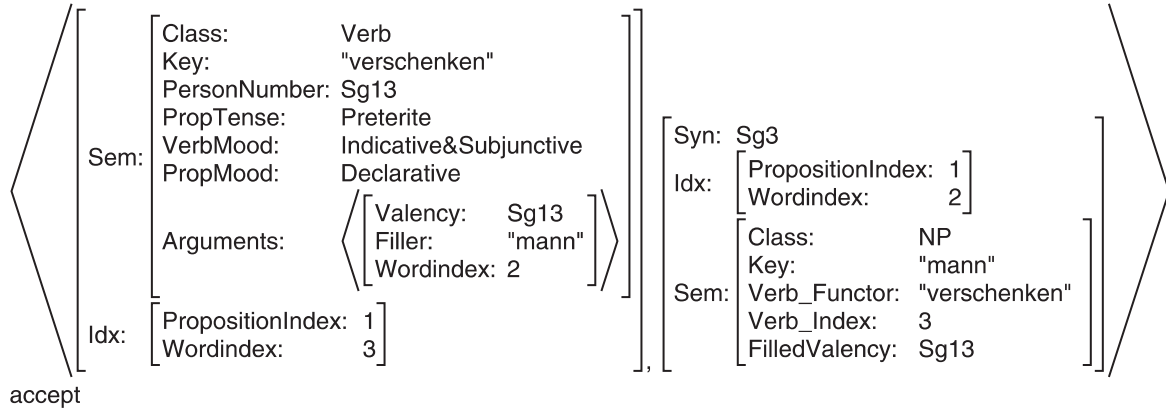 Sem:
Class: Verb
Key: "verschenken"
PersonNumber: Sg13
PropTense: Preterite
VerbMood: Indicative&Subjunctive
PropMood: Declarative
Arguments:
Valency: Sg13
Filler: "mann"
Wordindex: 2
Idx:
PropositionIndex: 1
Wordindex: 3
,
Syn: Sg3
Idx:
PropositionIndex: 1
Wordindex: 2
Sem:
Class: NP
Key: "mann"
Verb_Functor: "verschenken"
Verb_Index: 3
FilledValency: Sg13
accept